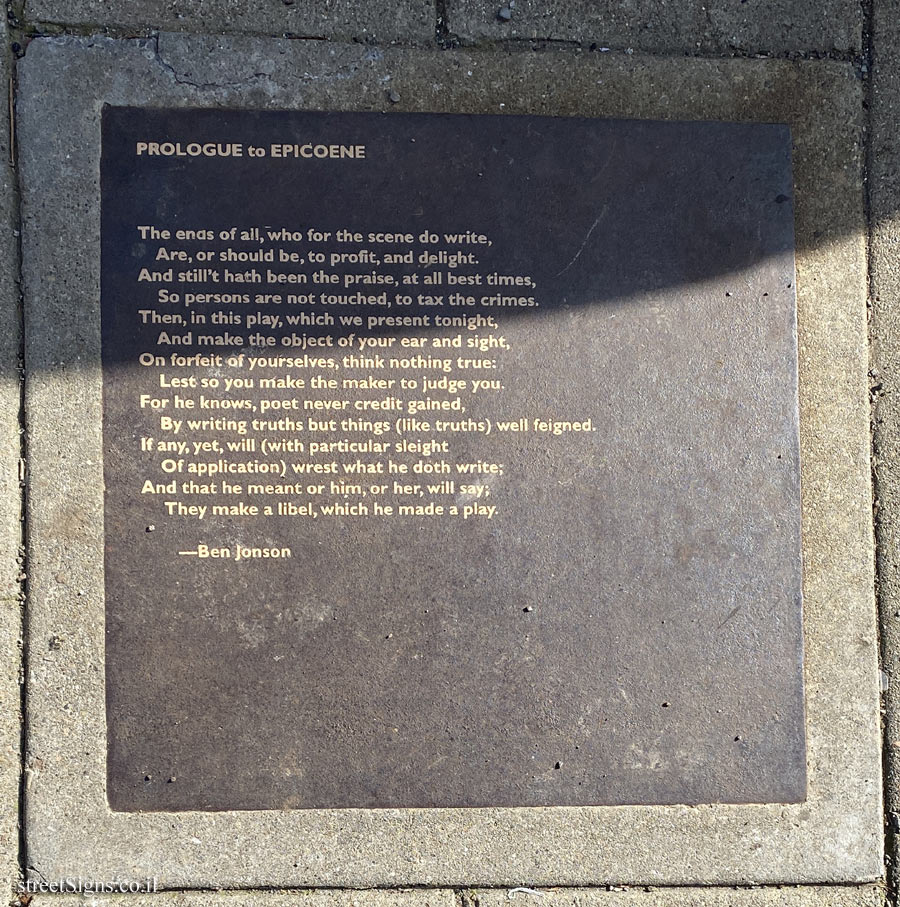 PROLOGUE to EPICOENE
The ends of all, who for the scene do write,
Are, or should be, to profit, and delight.
And still't hath been the praise, at all best times,
So persons are not touched, to tax the crimes.
Then, in this play, which we present tonight,
And make the object of your ear and sight,
On forfeit of yourselves, think nothing true:
Lest so you make the maker to judge you.
For he knows, poet never credit gained,
By writing truths but things (like truths) well feigned.
If any, yet, will (with particular sleight
Of application) wrest what he doth write;
And that he meant or him, or her, will say;
They make a libel, which he made a play.
—Ben Jonson
streetSigns.co.il